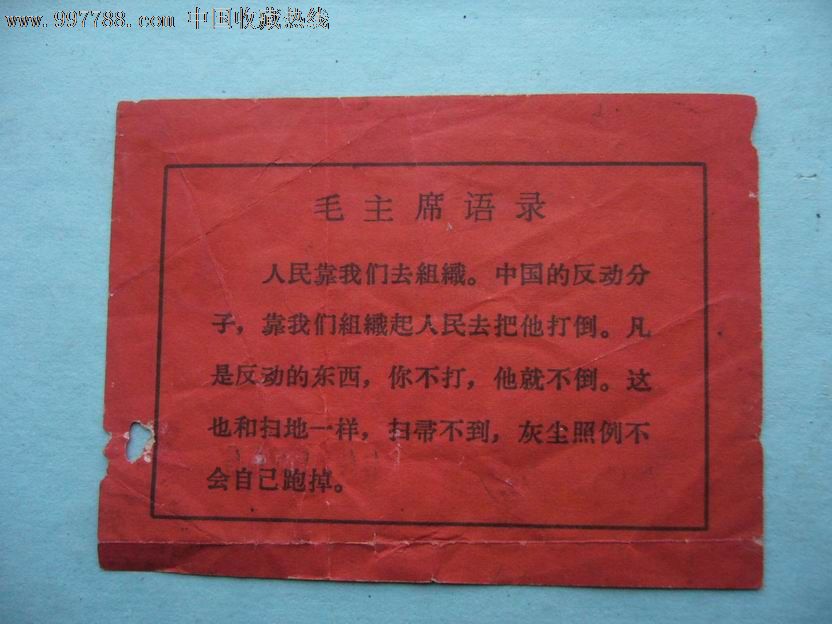 www.997788.com 中国收藏热线
毛主席语录
人民靠我们去組織。中国的反动分
子，靠我们組織起人民去把他打倒。凡
是反动的东西，你不打，他就不倒。这
也和扫地一样，扫帚不到，灰尘照例不
会自己跑掉。